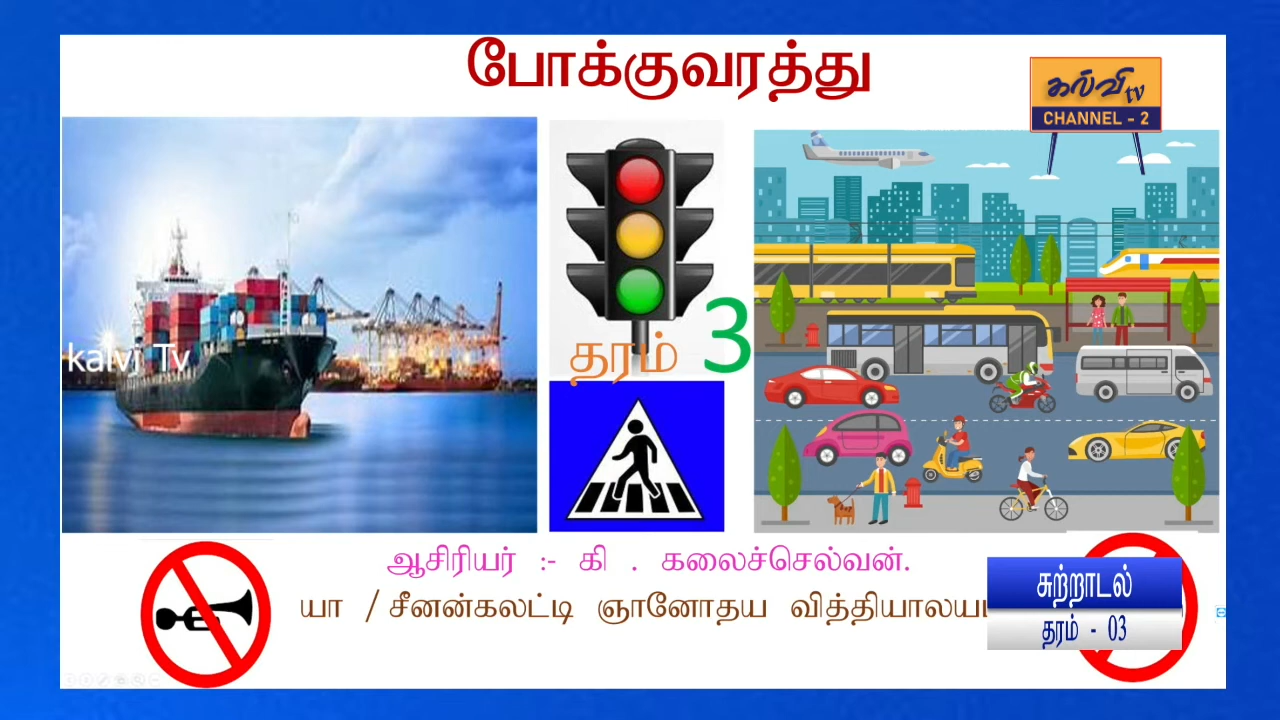 போக்குவரத்து
கல்வி tv
CHANNEL - 2
kalvi Tv
தரம் 3
ஆசிரியர் :- கி . கலைச்செல்வன்.
யா / சீனன்கலட்டி ஞானோதய
சுற்றாடல்
தரம் - 03